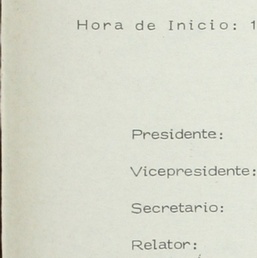 Hora de Inicio: 1
Presidente:
Vicepresidente:
Secretario:
Relator: